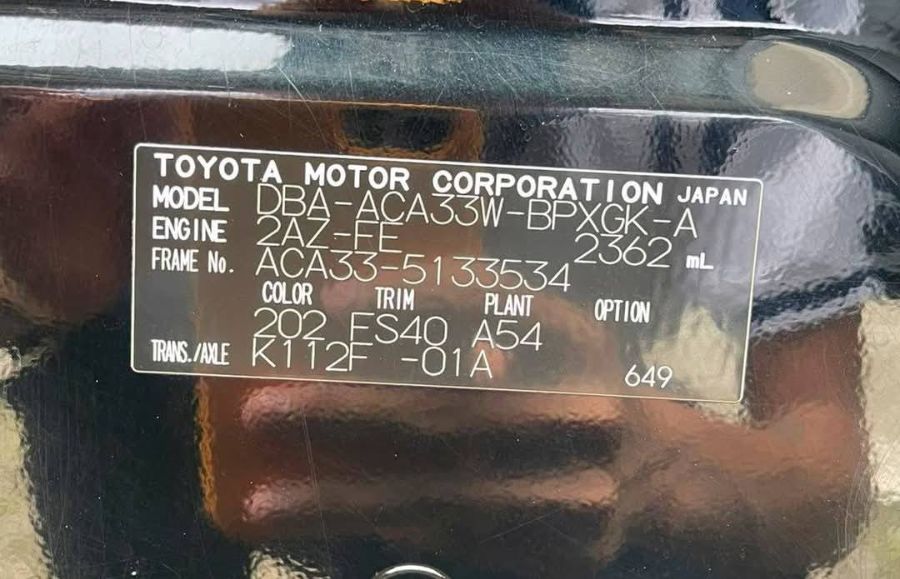 TOYOTA MOTOR CORPORATION JAPAN
MODEL DBA-ACA33W-BPXGK-A
ENGINE 2AZ-FE 2362 mL
FRAME No. ACA33-5133534
COLOR TRIM PLANT OPTION
202 FS40 A54
TRANS./AXLE K112F -01A 649